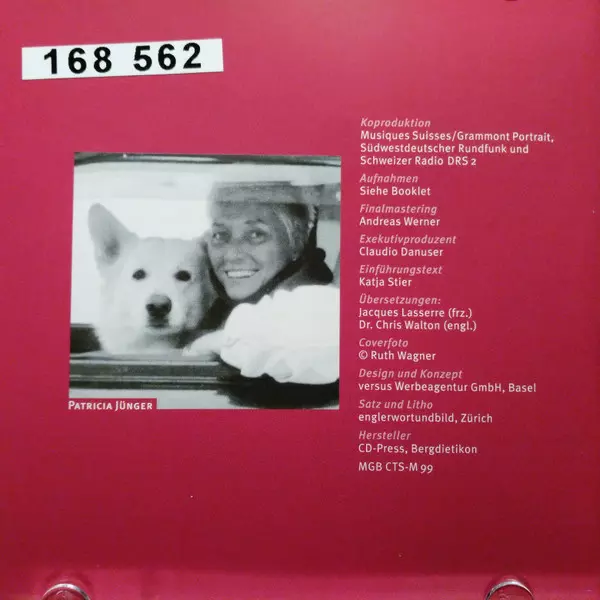 168 562
Koproduktion
Musiques Suisses/Grammont Portrait,
Südwestdeutscher Rundfunk und
Schweizer Radio DRS 2
Aufnahmen
Siehe Booklet
Finalmastering
Andreas Werner
Exekutivproduzent
Claudio Danuser
Einführungstext
Katja Stier
Übersetzungen:
Jacques Lasserre (frz.)
Dr. Chris Walton (engl.)
Coverfoto
© Ruth Wagner
Design und Konzept
versus Werbeagentur GmbH, Basel
Satz und Litho
englerwortundbild, Zürich
Hersteller
CD-Press, Bergdietikon
MGB CTS-M 99
Patricia Jünger